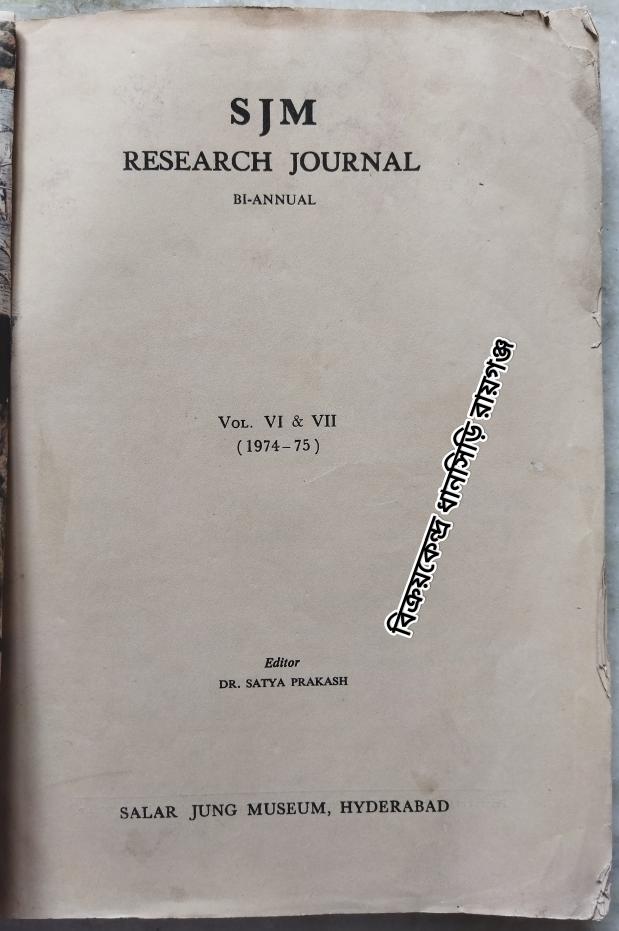 SJM
RESEARCH JOURNAL
BI-ANNUAL
VOL. VI & VII
(1974-75)
বিক্রয়কেন্দ্র ধানসিড়ি রায়গঞ্জ
Editor
DR. SATYA PRAKASH
SALAR JUNG MUSEUM, HYDERABAD